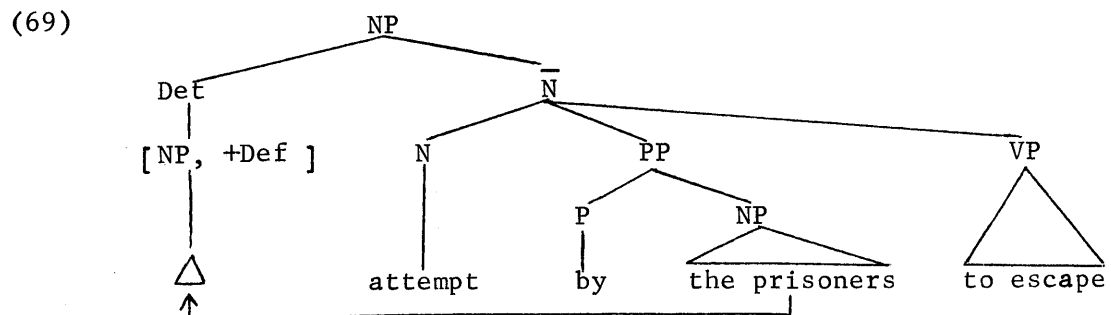 (69)
NP
Det N̅
[NP, +Def ] N PP VP
P NP
△
attempt by the prisoners to escape